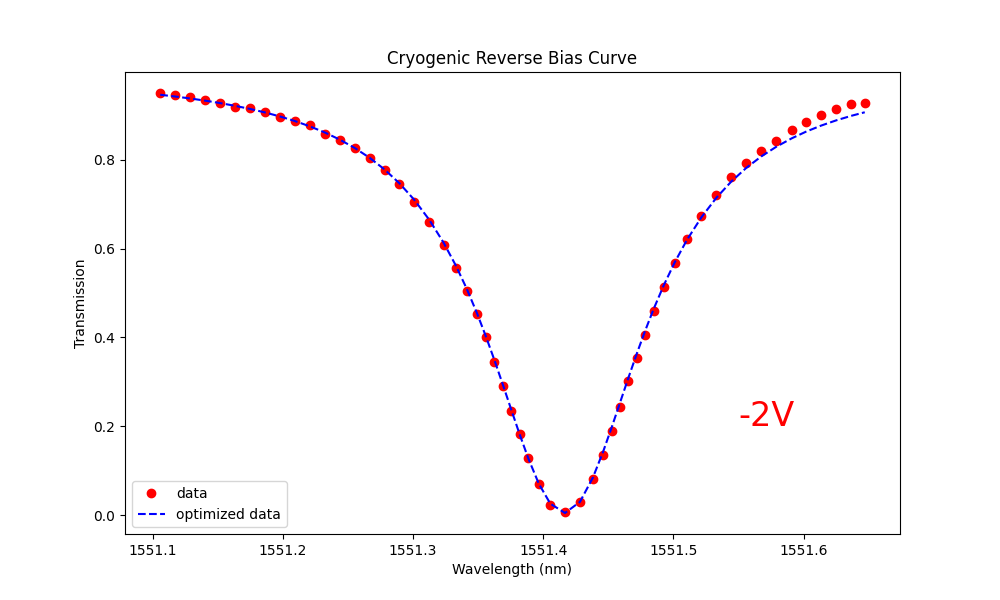 Cryogenic Reverse Bias Curve
Transmission
0.8
0.6
0.4
0.2
0.0
-2V
data
optimized data
1551.1 1551.2 1551.3 1551.4 1551.5 1551.6
Wavelength (nm)